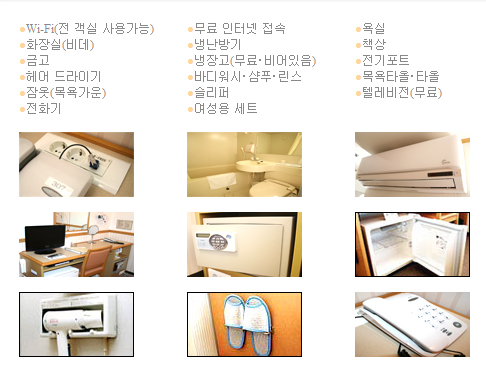 ●Wi-Fi(전 객실 사용가능) ●무료 인터넷 접속 ●욕실
●화장실(비데) ●냉난방기 ●책상
●금고 ●냉장고(무료·비어있음) ●전기포트
●헤어 드라이기 ●바디워시·샴푸·린스 ●목욕타올·타올
●잠옷(목욕가운) ●슬리퍼 ●텔레비전(무료)
●전화기 ●여성용 세트